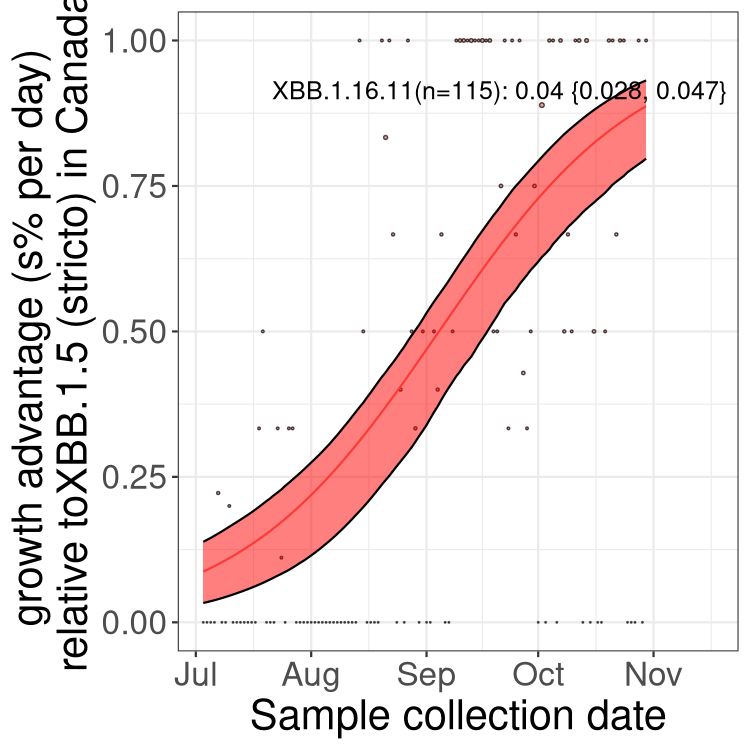 growth advantage (s% per day)
relative toXBB.1.5 (stricto) in Canada
1.00
0.75
0.50
0.25
0.00
XBB.1.16.11(n=115): 0.04 {0.028, 0.047}
Jul Aug Sep Oct Nov
Sample collection date